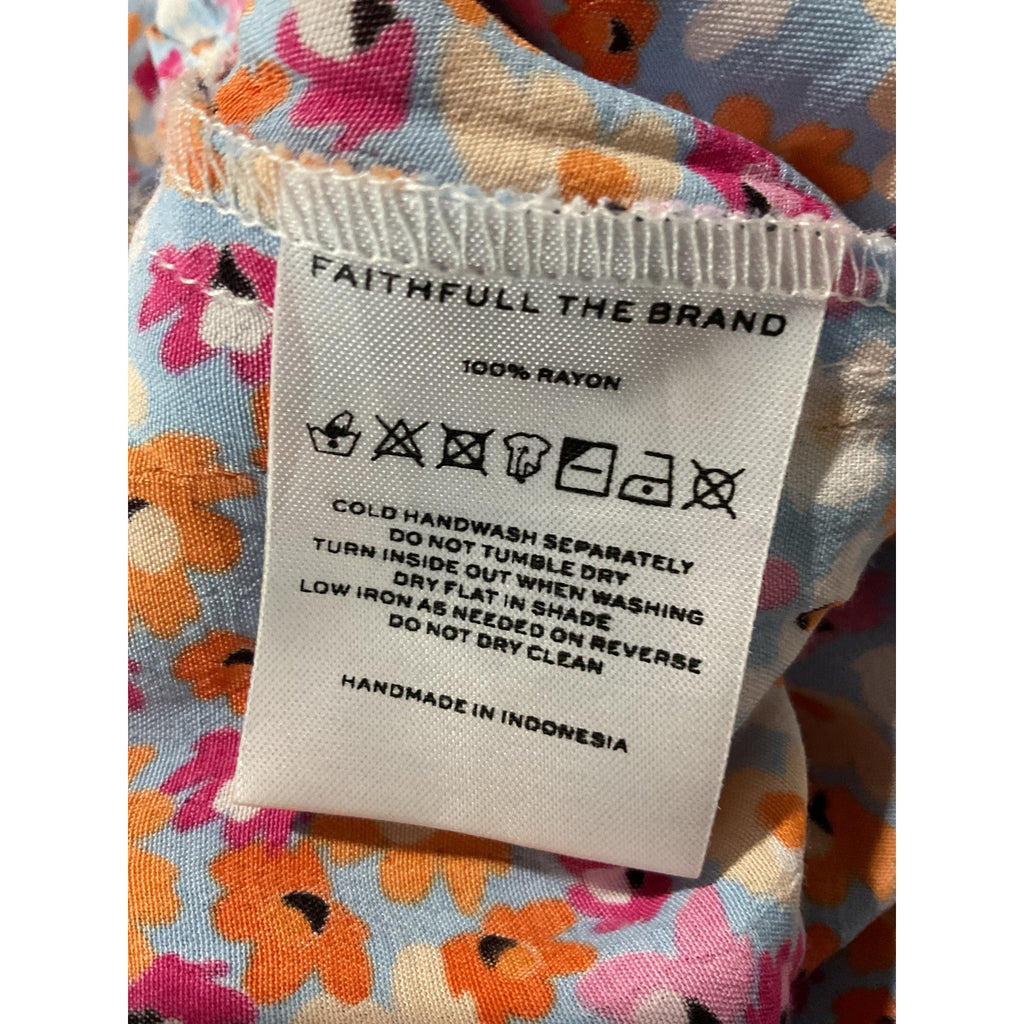 FAITHFULL THE BRAND
100% RAYON
COLD HANDWASH SEPARATELY
DO NOT TUMBLE DRY
TURN INSIDE OUT WHEN WASHING
DRY FLAT IN SHADE
LOW IRON AS NEEDED ON REVERSE
DO NOT DRY CLEAN
HANDMADE IN INDONESIA